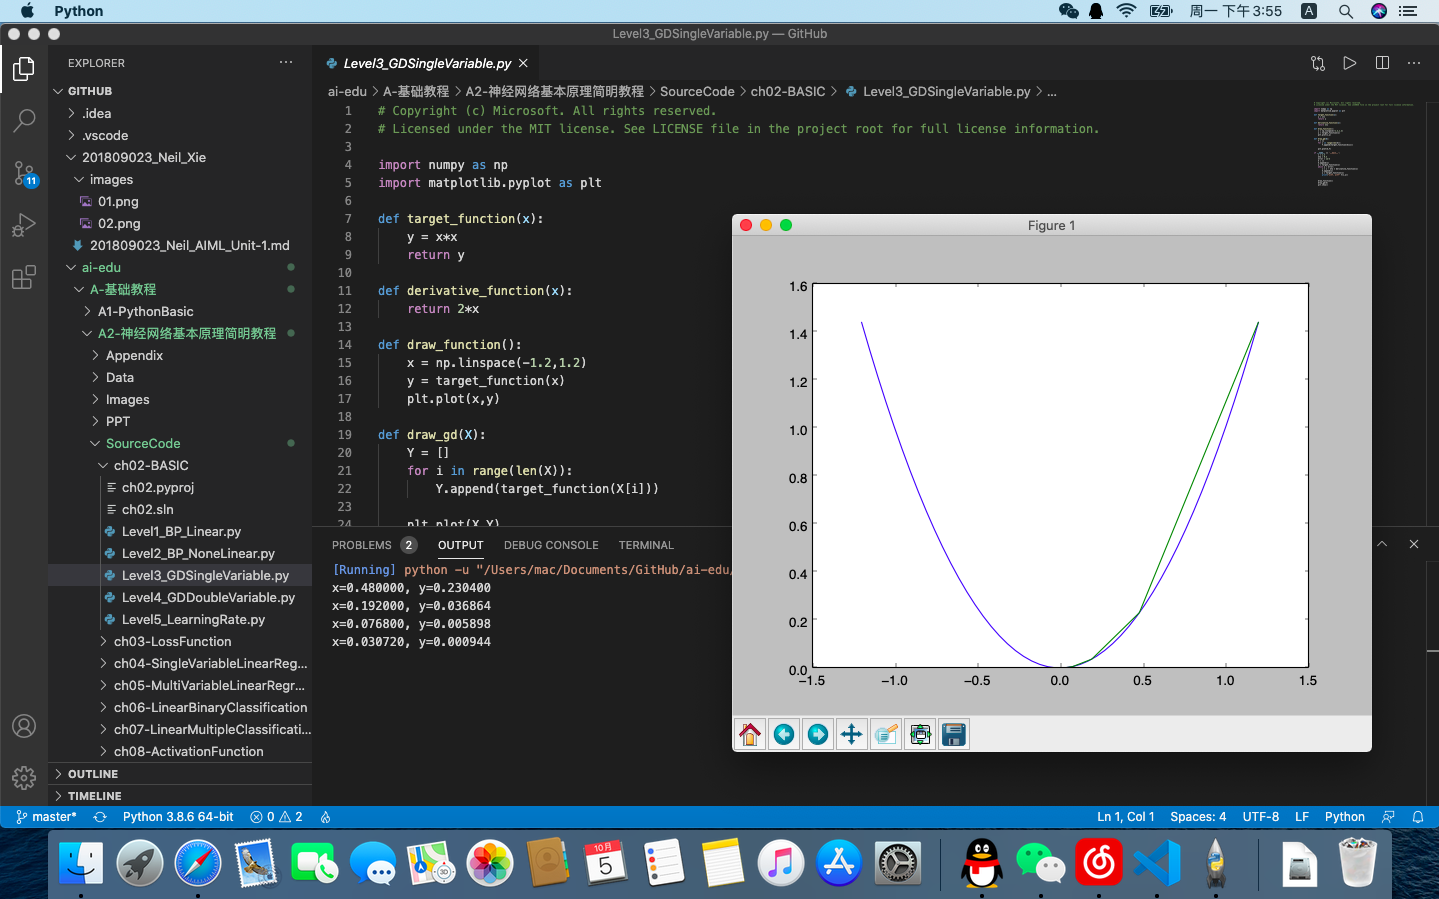 Python
周一 下午3:55
A
Level3_GDSingleVariable.py — GitHub
EXPLORER
Level3_GDSingleVariable.py
GITHUB
ai-edu > A-基础教程 > A2-神经网络基本原理简明教程 > SourceCode > ch02-BASIC > Level3_GDSingleVariable.py > ...
.idea
.vscode
201809023_Neil_Xie
images
01.png
02.png
201809023_Neil_AIML_Unit-1.md
ai-edu
A-基础教程
A1-PythonBasic
A2-神经网络基本原理简明教程
Appendix
Data
Images
PPT
SourceCode
ch02-BASIC
ch02.pyproj
ch02.sln
Level1_BP_Linear.py
Level2_BP_NoneLinear.py
Level3_GDSingleVariable.py
Level4_GDDoubleVariable.py
Level5_LearningRate.py
ch03-LossFunction
ch04-SingleVariableLinearReg...
ch05-MultiVariableLinearRegr...
ch06-LinearBinaryClassification
ch07-LinearMultipleClassificati...
ch08-ActivationFunction
OUTLINE
TIMELINE
11
1 # Copyright (c) Microsoft. All rights reserved.
2 # Licensed under the MIT license. See LICENSE file in the project root for full license information.
3
4 import numpy as np
5 import matplotlib.pyplot as plt
6
7 def target_function(x):
8 y = x*x
9 return y
10
11 def derivative_function(x):
12 return 2*x
13
14 def draw_function():
15 x = np.linspace(-1.2,1.2)
16 y = target_function(x)
17 plt.plot(x,y)
18
19 def draw_gd(X):
20 Y = []
21 for i in range(len(X)):
22 Y.append(target_function(X[i]))
23
24 plt.plot(X,Y)
PROBLEMS 2 OUTPUT DEBUG CONSOLE TERMINAL
[Running] python -u "/Users/mac/Documents/GitHub/ai-edu/
x=0.480000, y=0.230400
x=0.192000, y=0.036864
x=0.076800, y=0.005898
x=0.030720, y=0.000944
Figure 1
1.6
1.4
1.2
1.0
0.8
0.6
0.4
0.2
0.0
−1.5 −1.0 −0.5 0.0 0.5 1.0 1.5
master* Python 3.8.6 64-bit 0 2 Ln 1, Col 1 Spaces: 4 UTF-8 LF Python
10月
5
3D